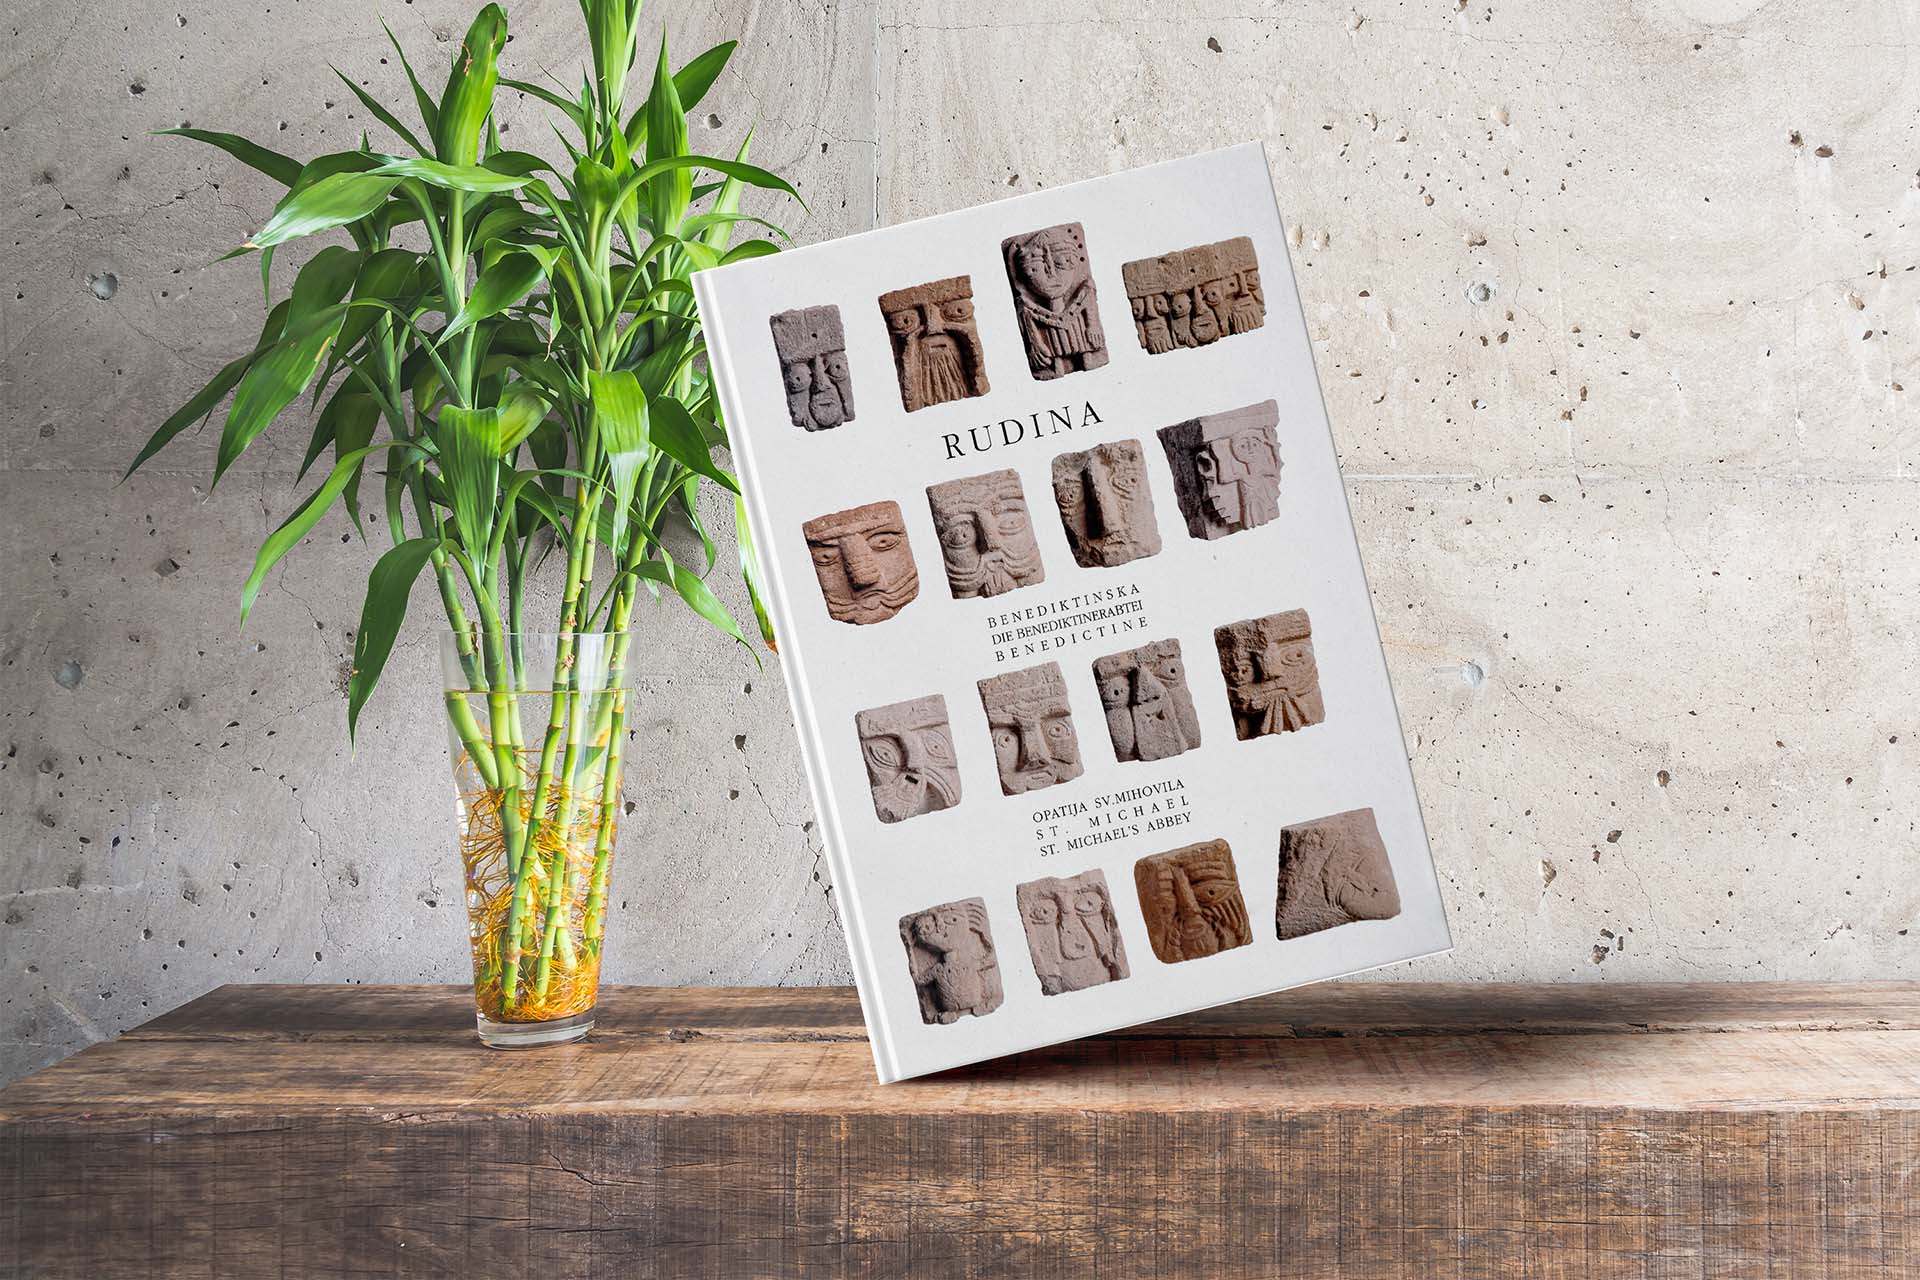 RUDINA
BENEDIKTINSKA
DIE BENEDIKTINERABTEI
BENEDICTINE
OPATIJA SV.MIHOVILA
ST. MICHAEL
ST. MICHAEL'S ABBEY